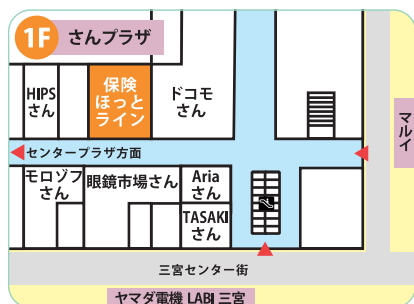 1F さんプラザ
HIPS
さん
保険
ほっと
ライン
ドコモ
さん
マルイ
センタープラザ方面
モロゾフ
さん
眼鏡市場さん
Aria
さん
TASAKI
さん
三宮センター街
ヤマダ電機 LABI 三宮